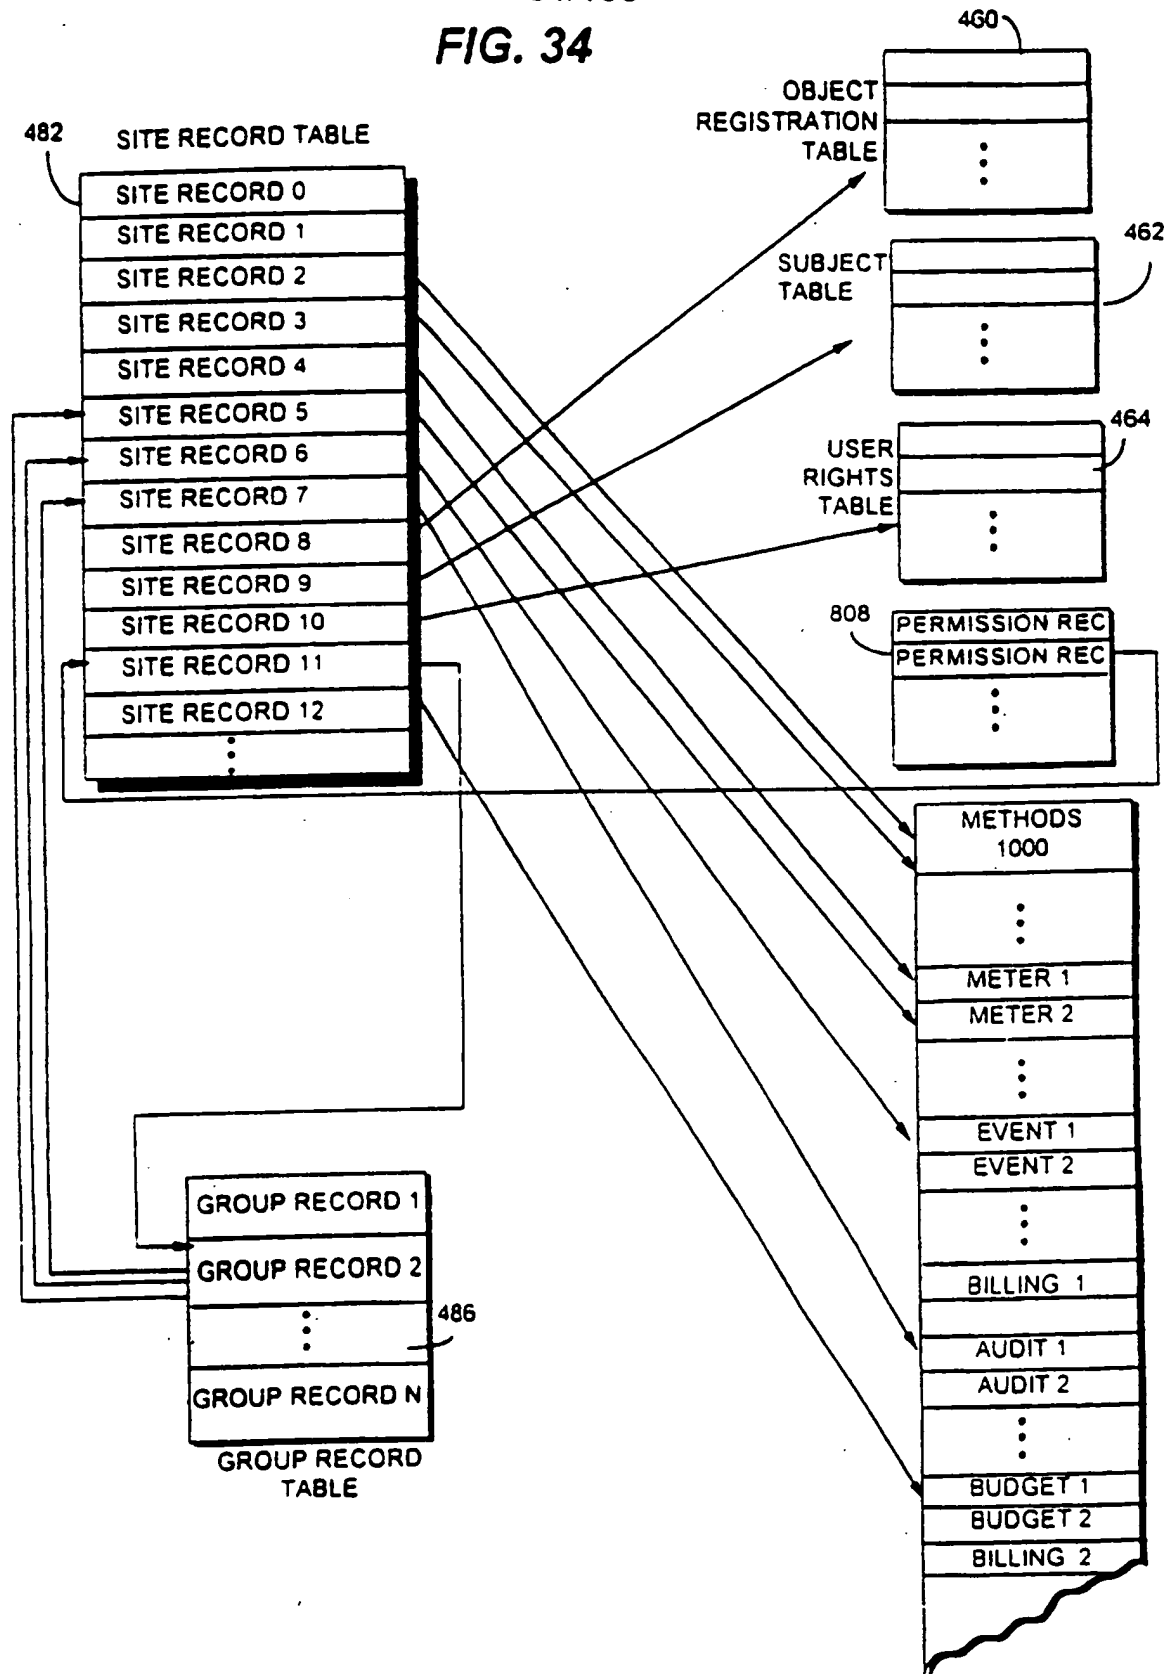 FIG. 34
460
OBJECT
REGISTRATION
TABLE
482
SITE RECORD TABLE
SITE RECORD 0
SITE RECORD 1
SITE RECORD 2
SITE RECORD 3
SITE RECORD 4
SITE RECORD 5
SITE RECORD 6
SITE RECORD 7
SITE RECORD 8
SITE RECORD 9
SITE RECORD 10
SITE RECORD 11
SITE RECORD 12
SUBJECT
TABLE
462
USER
RIGHTS
TABLE
464
808
PERMISSION REC
PERMISSION REC
METHODS
1000
METER 1
METER 2
EVENT 1
EVENT 2
BILLING 1
AUDIT 1
AUDIT 2
BUDGET 1
BUDGET 2
BILLING 2
GROUP RECORD 1
GROUP RECORD 2
486
GROUP RECORD N
GROUP RECORD
TABLE